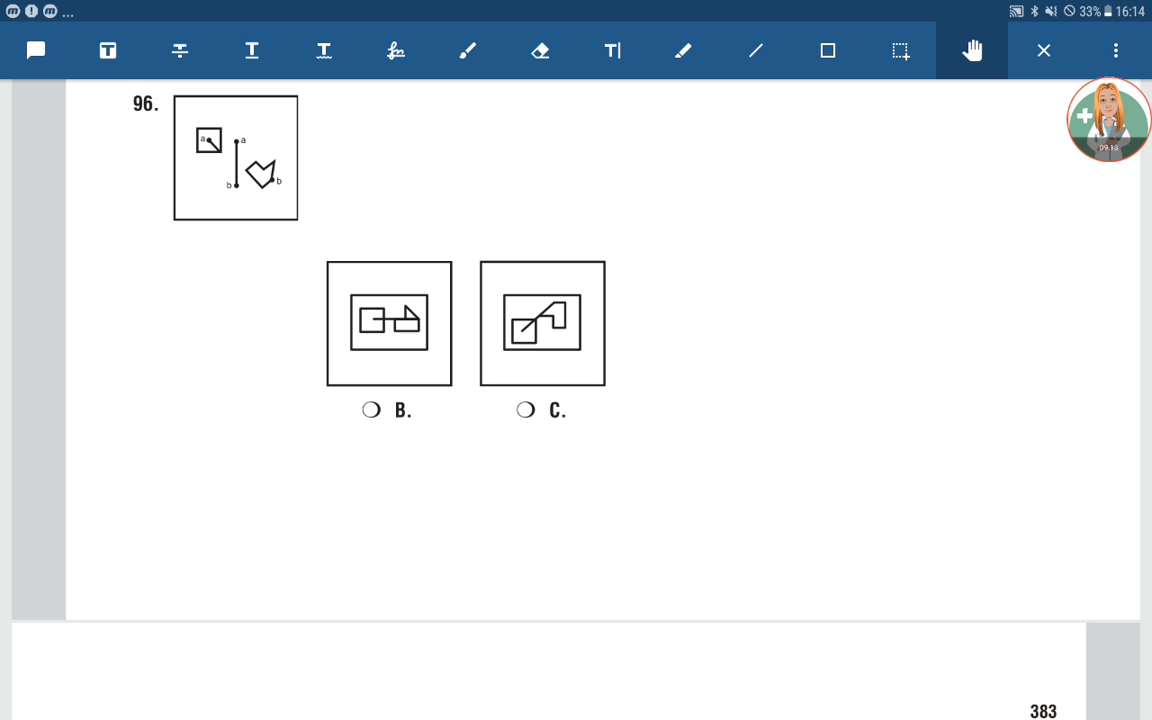 m ! m ... 33% 16:14
T T T T T|
96.
a a
b b
09:13
B. C.
383